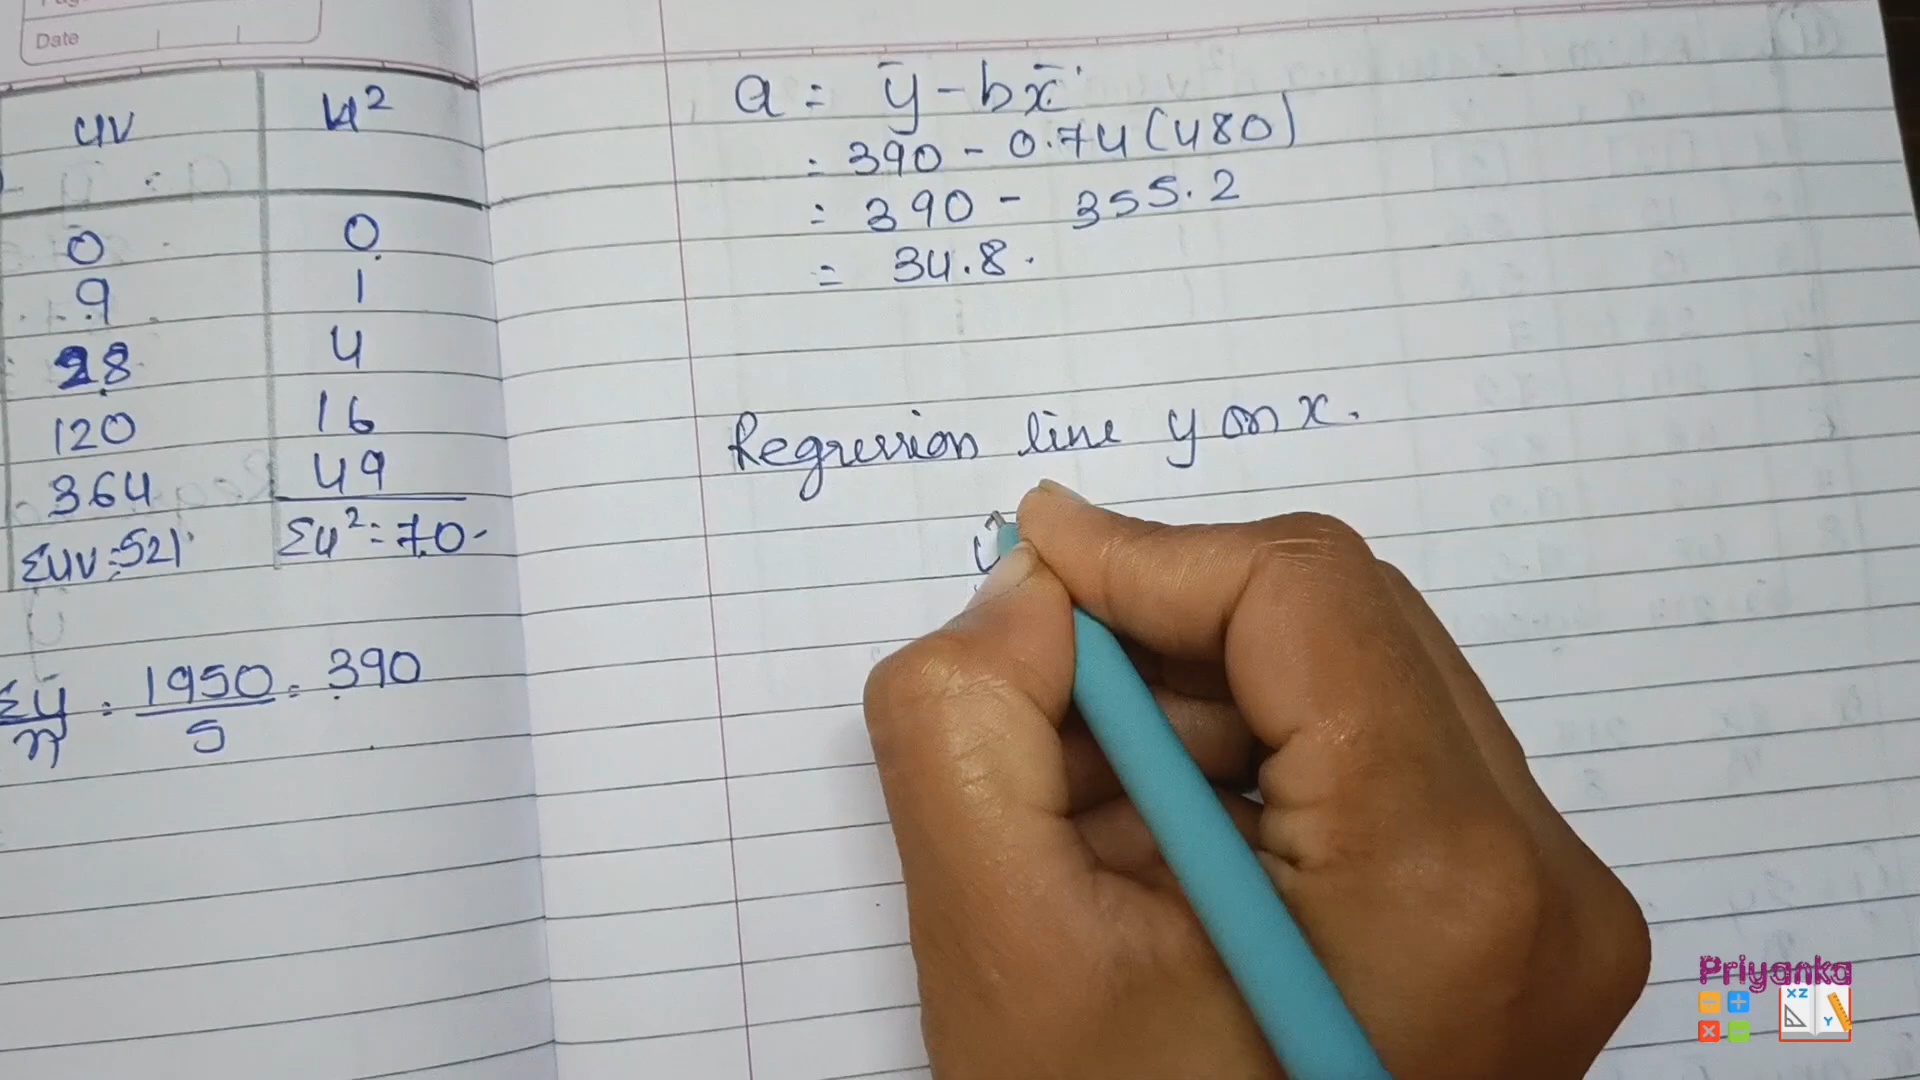 Date
uv u²
0 0
9 1
28 4
120 16
364 49
Σuv=521 Σu²=70
Σy/n = 1950/5 = 390
a = ȳ - bx̄
= 390 - 0.74(480)
= 390 - 355.2
= 34.8.
Regression line y on x.
Priyanka
XZ
Y